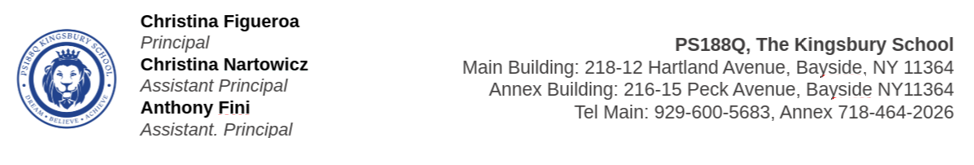 PS188Q KINGSBURY SCHOOL
DREAM • BELIEVE • ACHIEVE
Christina Figueroa
Principal
Christina Nartowicz
Assistant Principal
Anthony Fini
Assistant. Principal
PS188Q, The Kingsbury School
Main Building: 218-12 Hartland Avenue, Bayside, NY 11364
Annex Building: 216-15 Peck Avenue, Bayside NY11364
Tel Main: 929-600-5683, Annex 718-464-2026